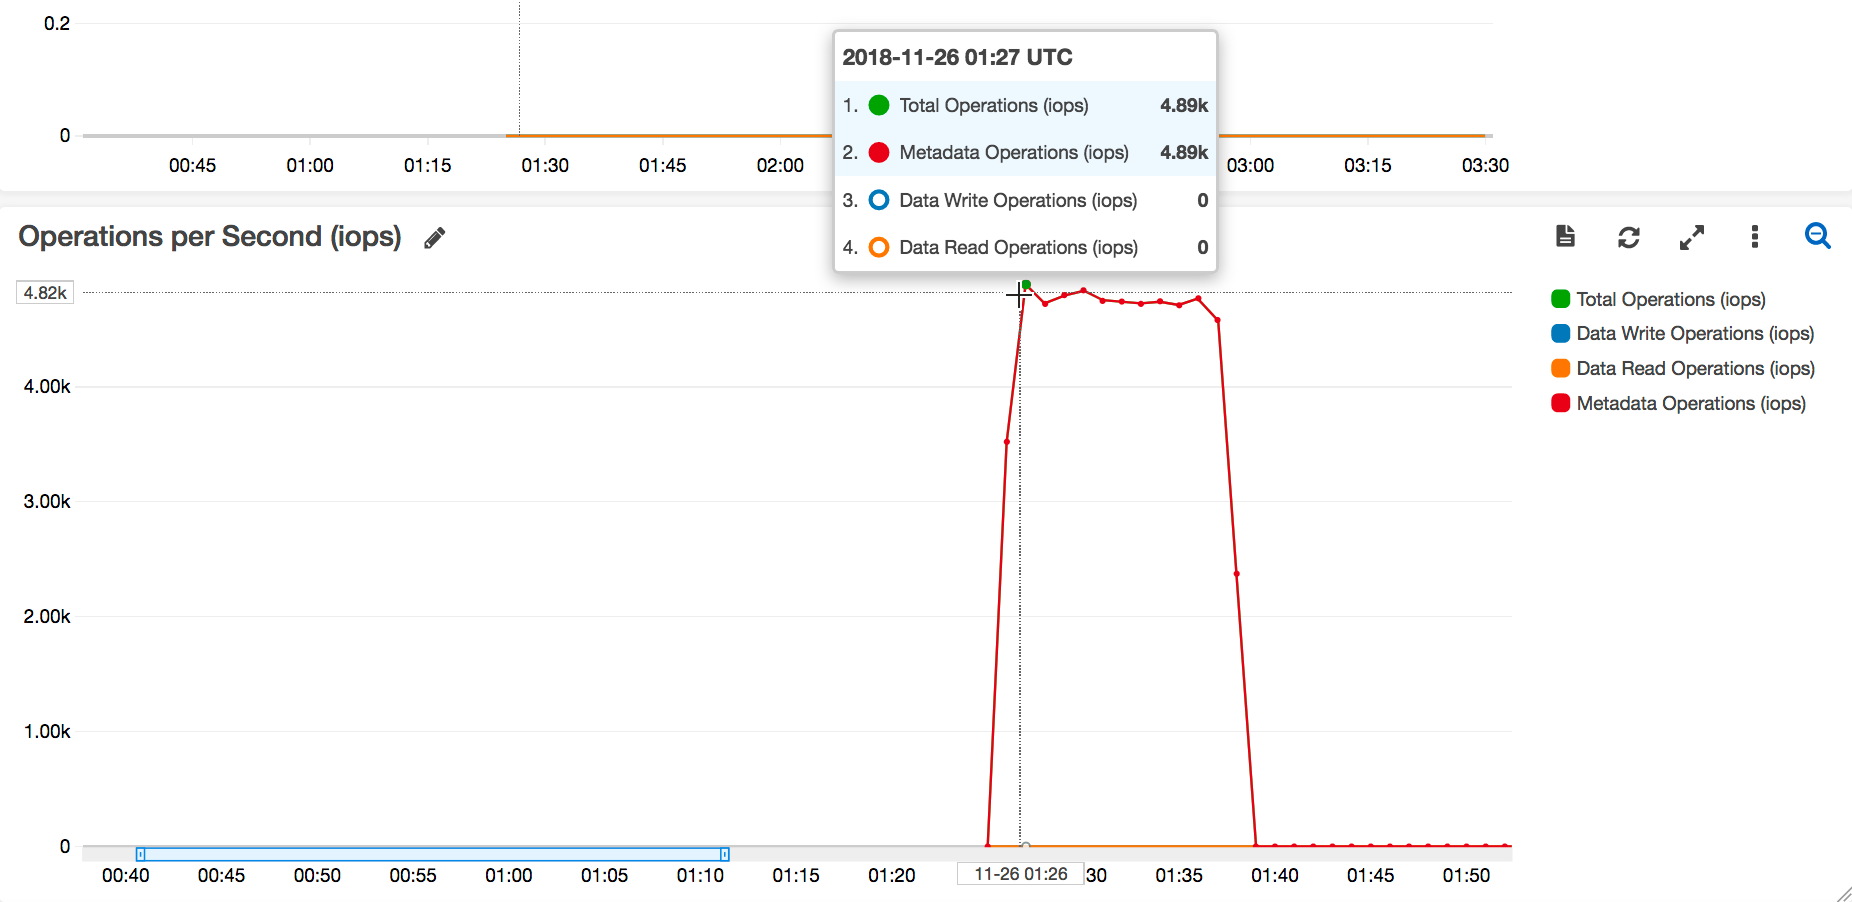 0.2
0
00:45 01:00 01:15 01:30 01:45 02:00 03:00 03:15 03:30
2018-11-26 01:27 UTC
1. Total Operations (iops) 4.89k
2. Metadata Operations (iops) 4.89k
3. Data Write Operations (iops) 0
4. Data Read Operations (iops) 0
Operations per Second (iops)
4.82k
4.00k
3.00k
2.00k
1.00k
0
00:40 00:45 00:50 00:55 01:00 01:05 01:10 01:15 01:20 11-26 01:26 30 01:35 01:40 01:45 01:50
Total Operations (iops)
Data Write Operations (iops)
Data Read Operations (iops)
Metadata Operations (iops)